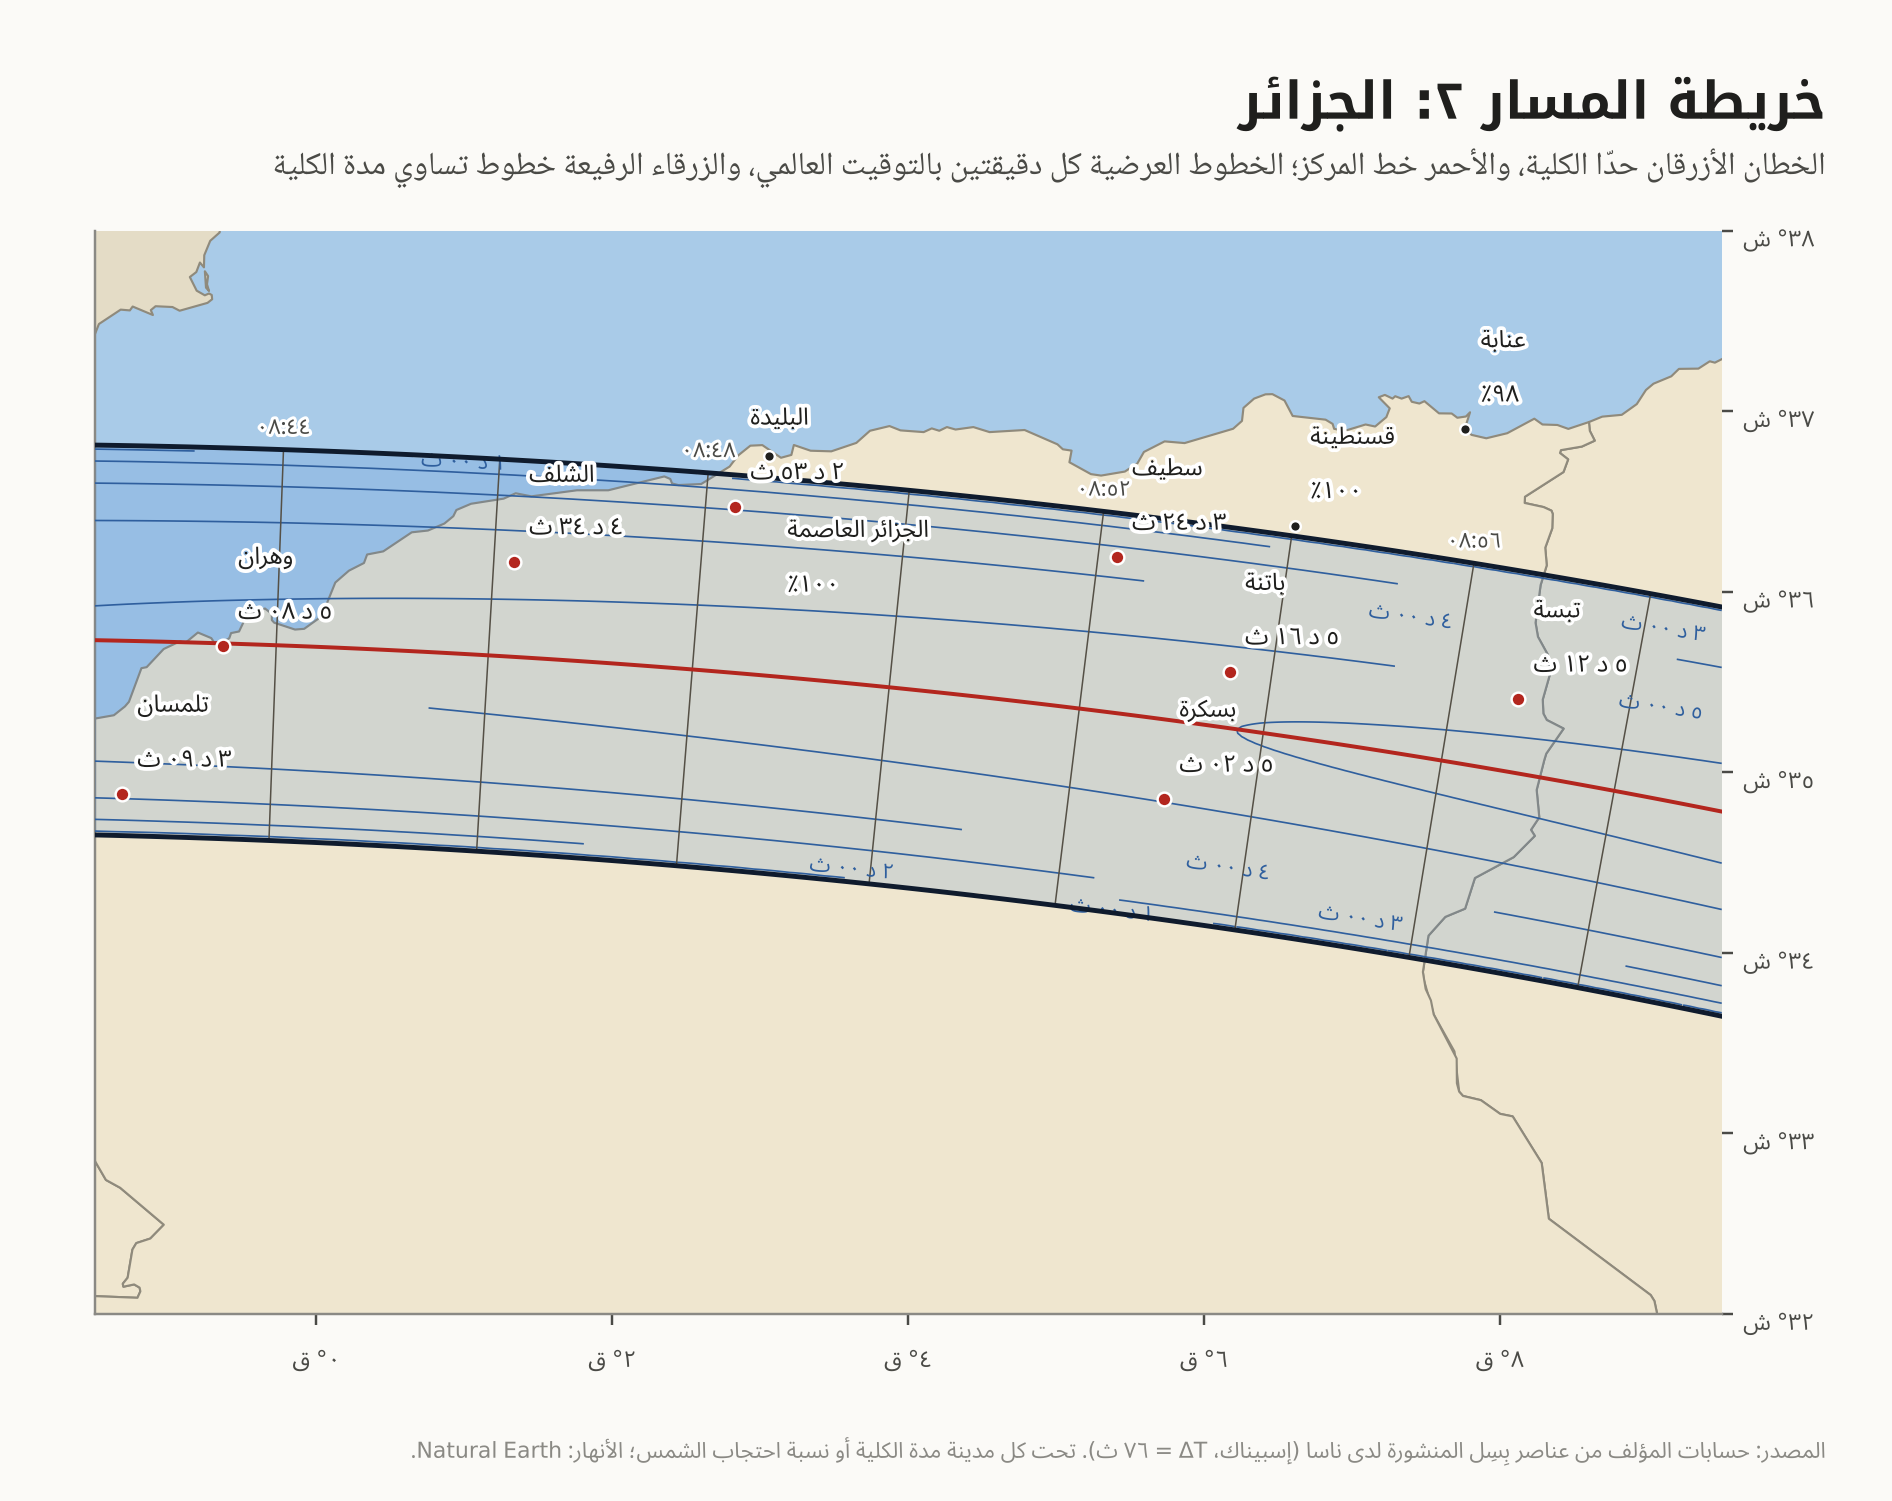 خريطة المسار ٢: الجزائر
الخطان الأزرقان حدّا الكلية، والأحمر خط المركز؛ الخطوط العرضية كل دقيقتين بالتوقيت العالمي، والزرقاء الرفيعة خطوط تساوي مدة الكلية
٣٨° ش
٣٧° ش
٣٦° ش
٣٥° ش
٣٤° ش
٣٣° ش
٣٢° ش
عنابة
٩٨٪
قسنطينة
١٠٠٪
البليدة
٢ د ٥٣ ث
الجزائر العاصمة
١٠٠٪
سطيف
٣ د ٢٤ ث
الشلف
٤ د ٣٤ ث
وهران
٥ د ٠٨ ث
تلمسان
٣ د ٠٩ ث
باتنة
٥ د ١٦ ث
بسكرة
٥ د ٠٢ ث
تبسة
٥ د ١٢ ث
٠٨:٤٤
٠٨:٤٨
٠٨:٥٢
٠٨:٥٦
١ د ٠٠ ث
٤ د ٠٠ ث
٣ د ٠٠ ث
٥ د ٠٠ ث
٢ د ٠٠ ث
٤ د ٠٠ ث
١ د ٠٠ ث
٣ د ٠٠ ث
٠° ق
٢° ق
٤° ق
٦° ق
٨° ق
المصدر: حسابات المؤلف من عناصر بِسِل المنشورة لدى ناسا (إسبيناك، ΔT = ٧٦ ث). تحت كل مدينة مدة الكلية أو نسبة احتجاب الشمس؛ الأنهار: Natural Earth.